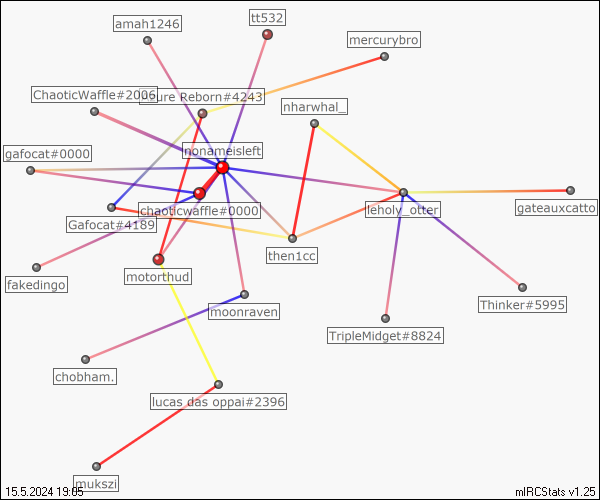 tt532
amah1246
mercurybro
ChaoticWaffle#2006
Reborn#4243
nharwhal_
nonameisleft
gafocat#0000
chaoticwaffle#0000
leholy_otter
gateauxcatto
Gafocat#4189
then1cc
fakedingo
motorthud
moonraven
Thinker#5995
TripleMidget#8824
chobham.
lucas das oppai#2396
mukszi
15.5.2024 19:05
mIRCStats v1.25